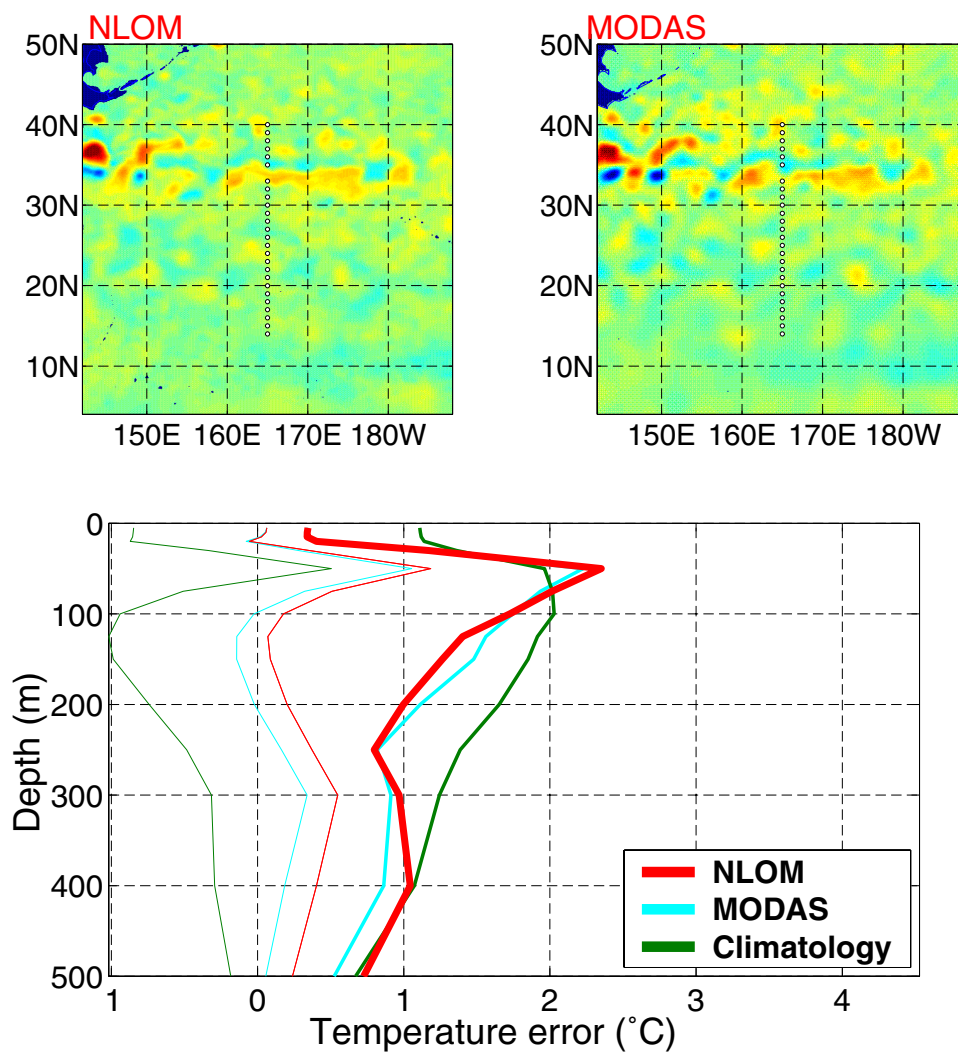 NLOM MODAS
50N 50N
40N 40N
30N 30N
20N 20N
10N 10N
150E 160E 170E 180W 150E 160E 170E 180W
0
100
200
300
400
500
Depth (m)
NLOM
MODAS
Climatology
1 0 1 2 3 4
Temperature error (˚C)